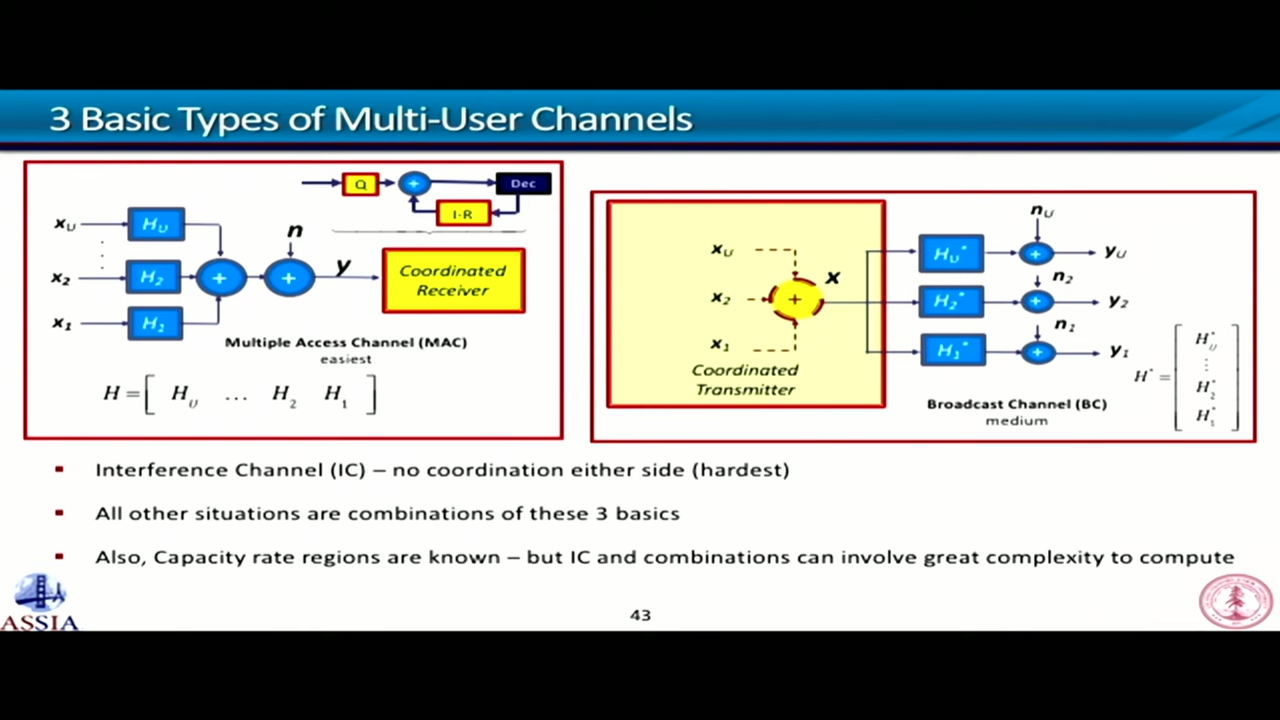 3 Basic Types of Multi-User Channels
Q
+
Dec
I-R
x_U
H_U
n
x_2
H_2
+
+
y
Coordinated
Receiver
x_1
H_1
Multiple Access Channel (MAC)
easiest
H = [ H_U … H_2 H_1 ]
x_U
x_2
x_1
+
x
Coordinated
Transmitter
n_U
H_U*
+
y_U
n_2
H_2*
+
y_2
n_1
H_1*
+
y_1
Broadcast Channel (BC)
medium
H* = [ H_U* ⋮ H_2* H_1* ]
Interference Channel (IC) – no coordination either side (hardest)
All other situations are combinations of these 3 basics
Also, Capacity rate regions are known – but IC and combinations can involve great complexity to compute
ASSIA
43